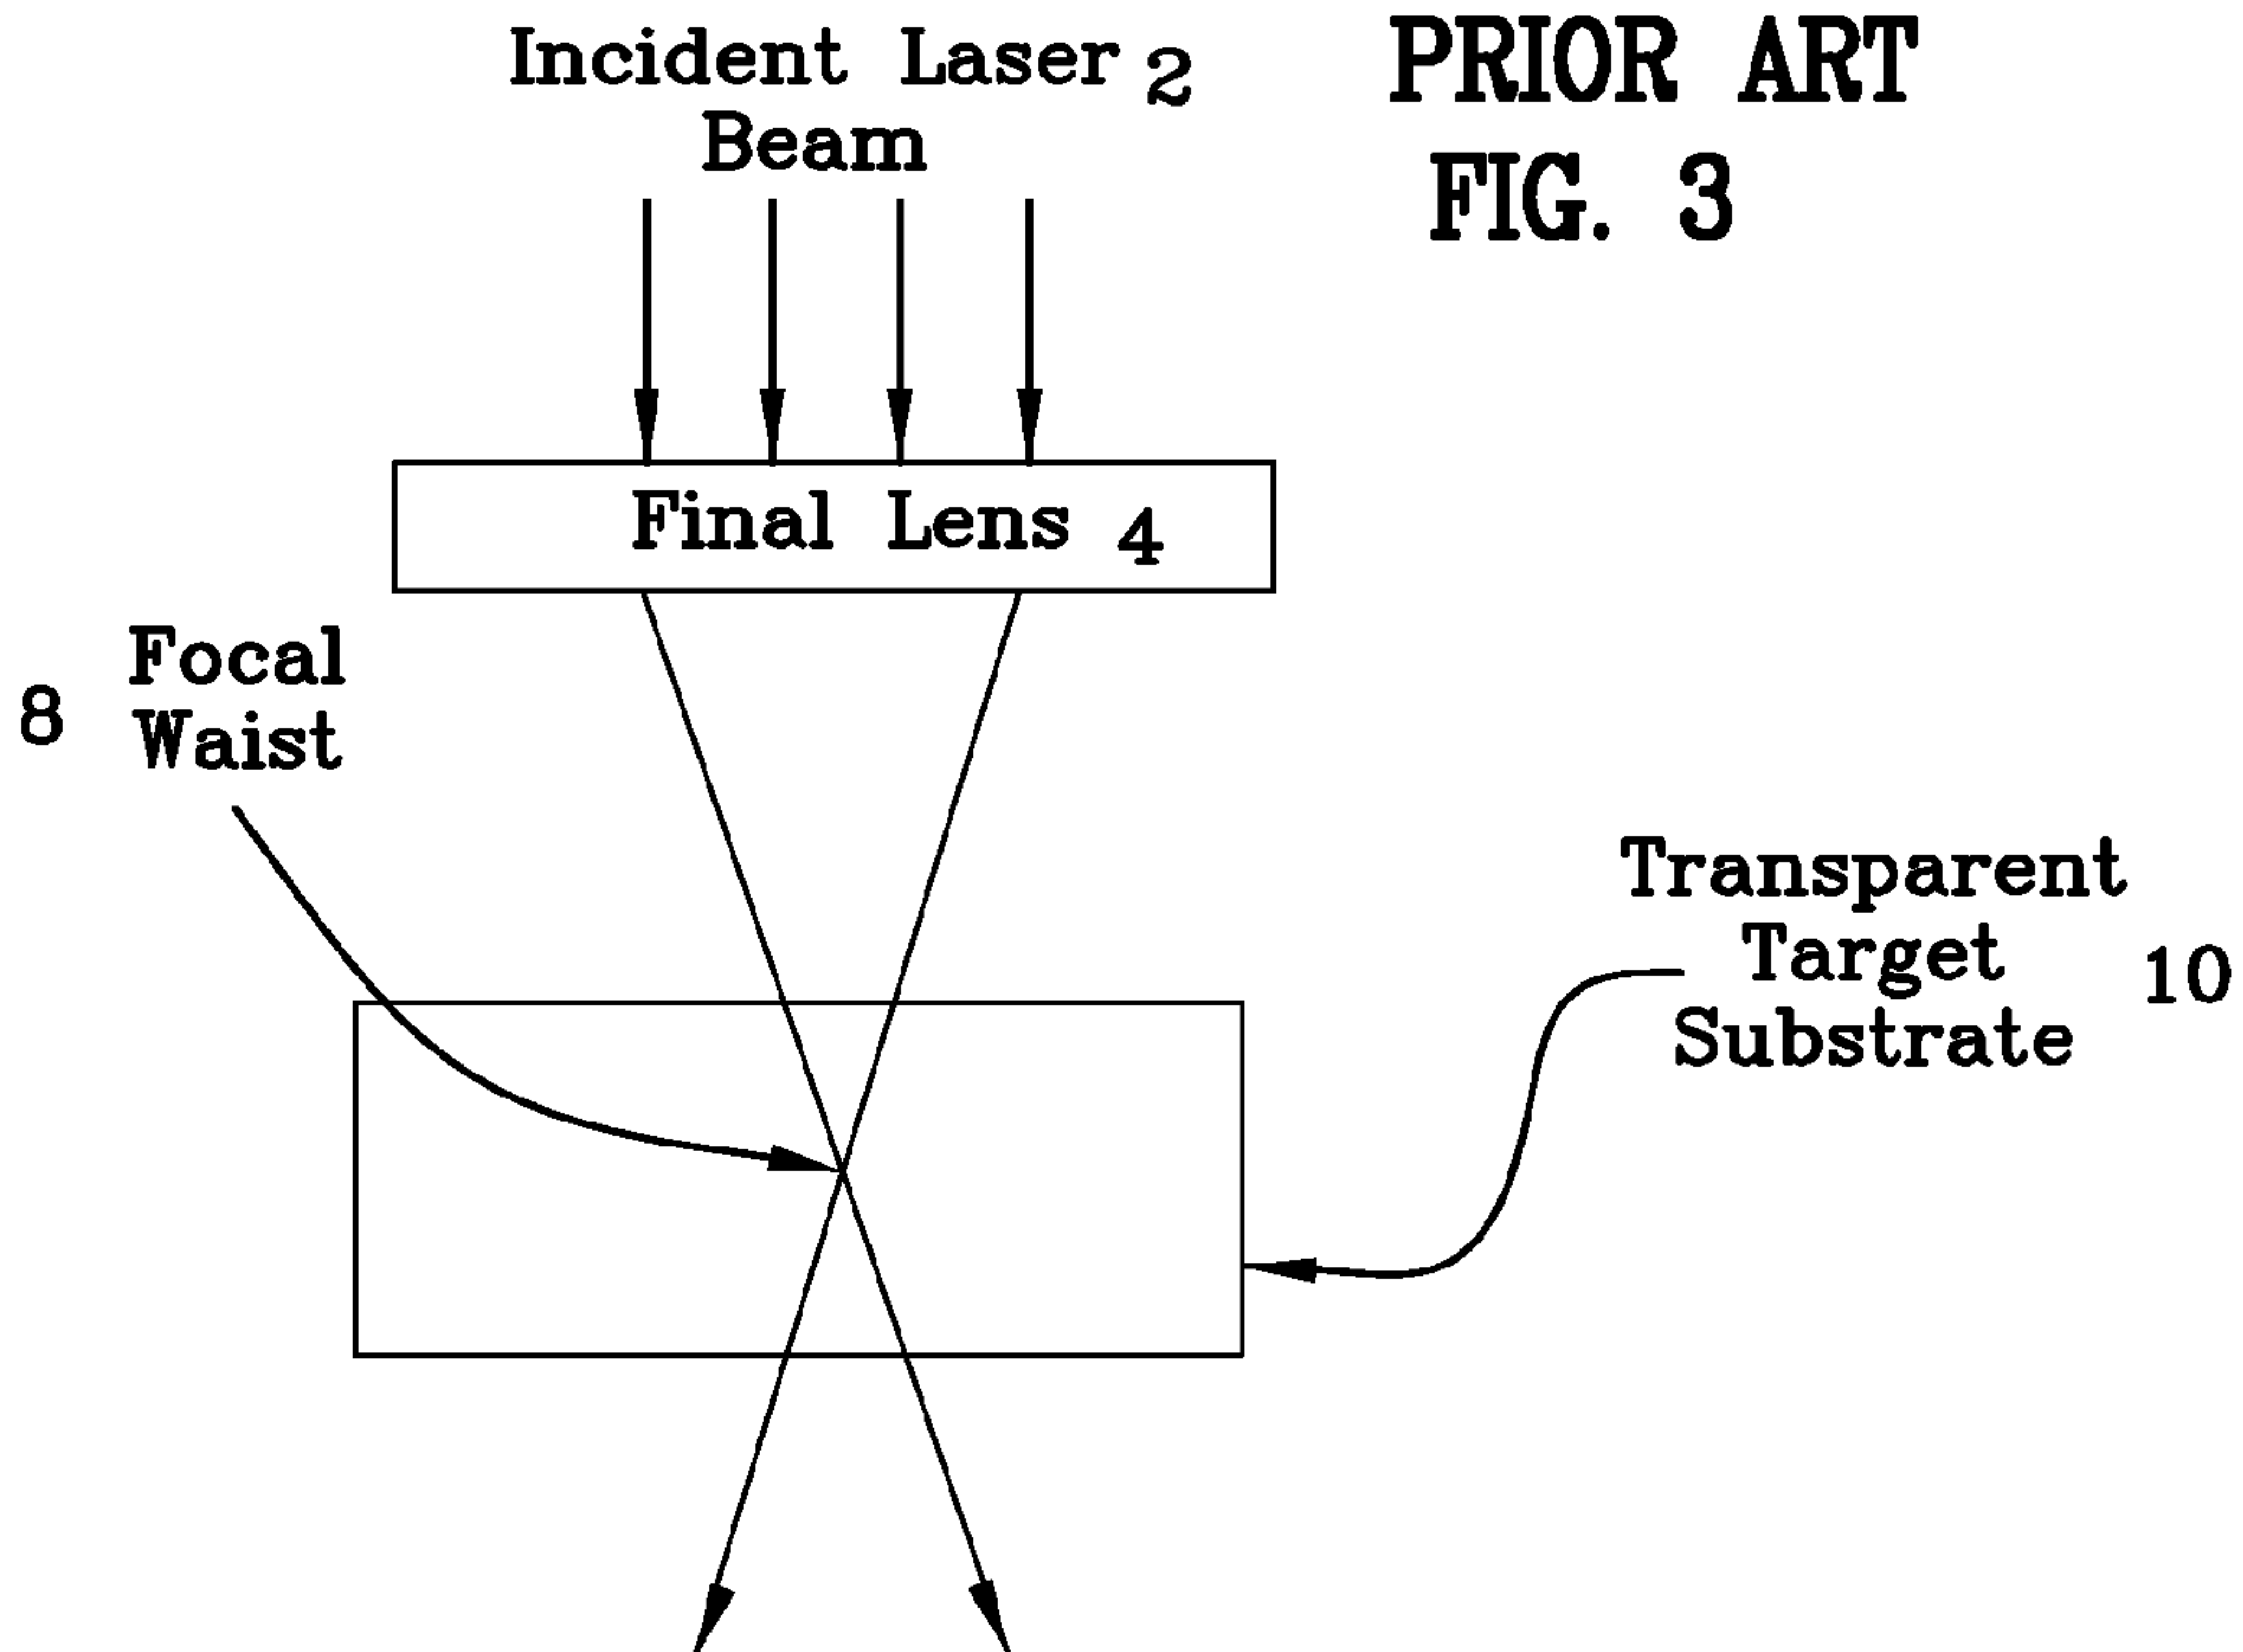 Incident Laser 2
Beam
PRIOR ART
FIG. 3
Final Lens 4
8 Focal
Waist
Transparent
Target 10
Substrate